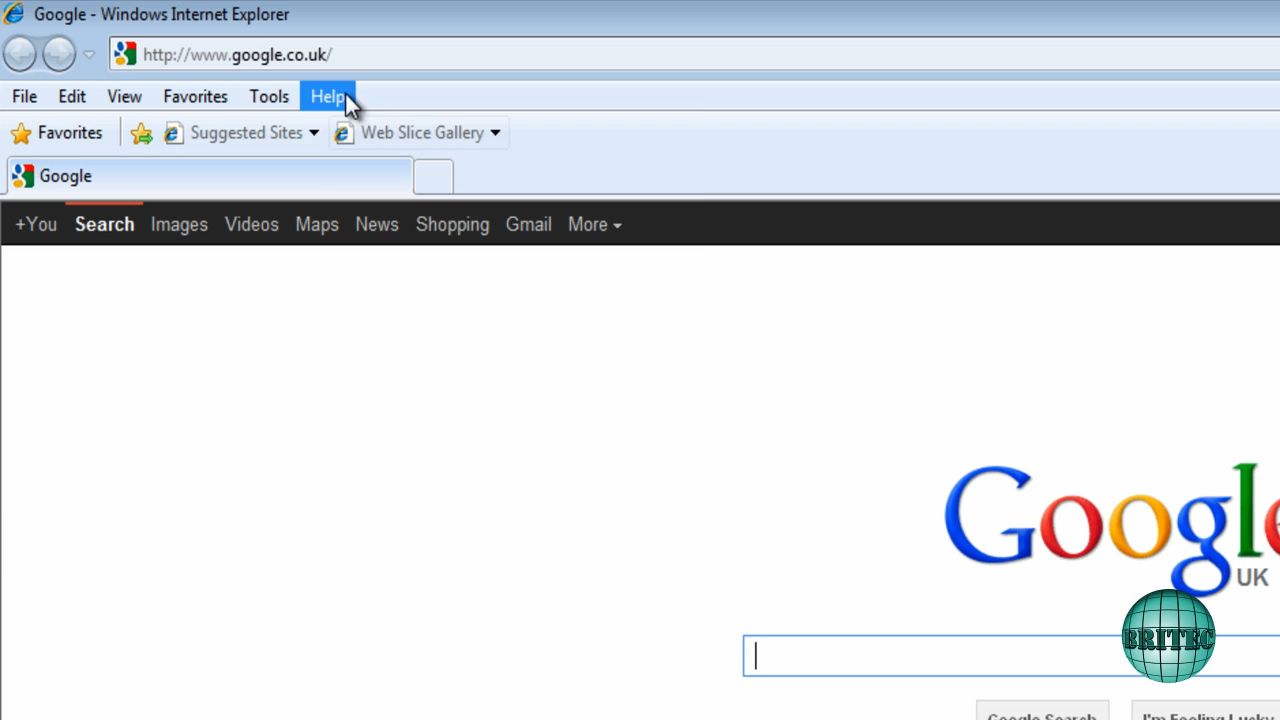 Google - Windows Internet Explorer
http://www.google.co.uk/
File Edit View Favorites Tools Help
Favorites Suggested Sites Web Slice Gallery
Google
+You Search Images Videos Maps News Shopping Gmail More
Google
UK
BRITEC
Google Search I'm Feeling Lucky